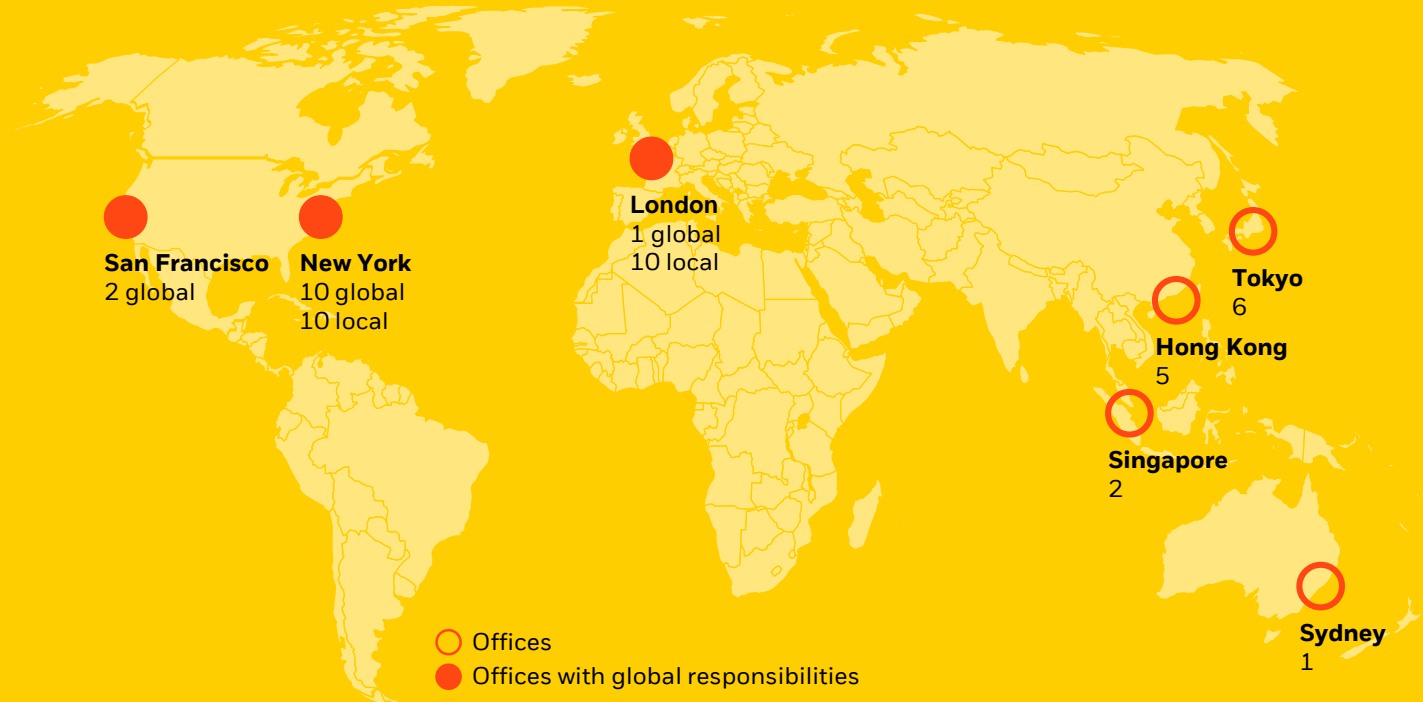 San Francisco
2 global
New York
10 global
10 local
London
1 global
10 local
Tokyo
6
Hong Kong
5
Singapore
2
Sydney
1
Offices
Offices with global responsibilities